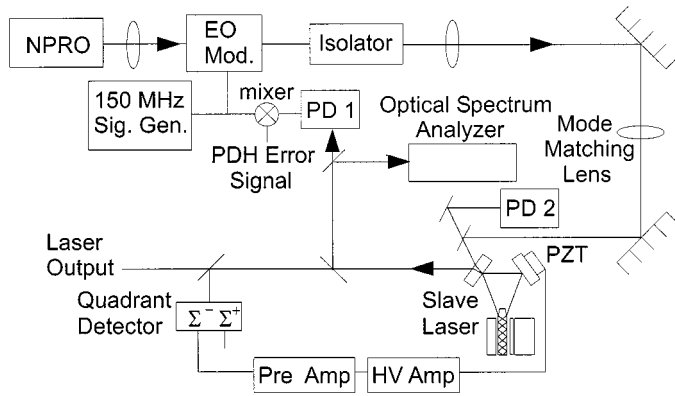 NPRO
EO
Mod.
Isolator
150 MHz
Sig. Gen.
mixer
PD 1
PDH Error
Signal
Optical Spectrum
Analyzer
Mode
Matching
Lens
PD 2
PZT
Laser
Output
Quadrant
Detector
Σ⁻ Σ⁺
Slave
Laser
Pre Amp
HV Amp